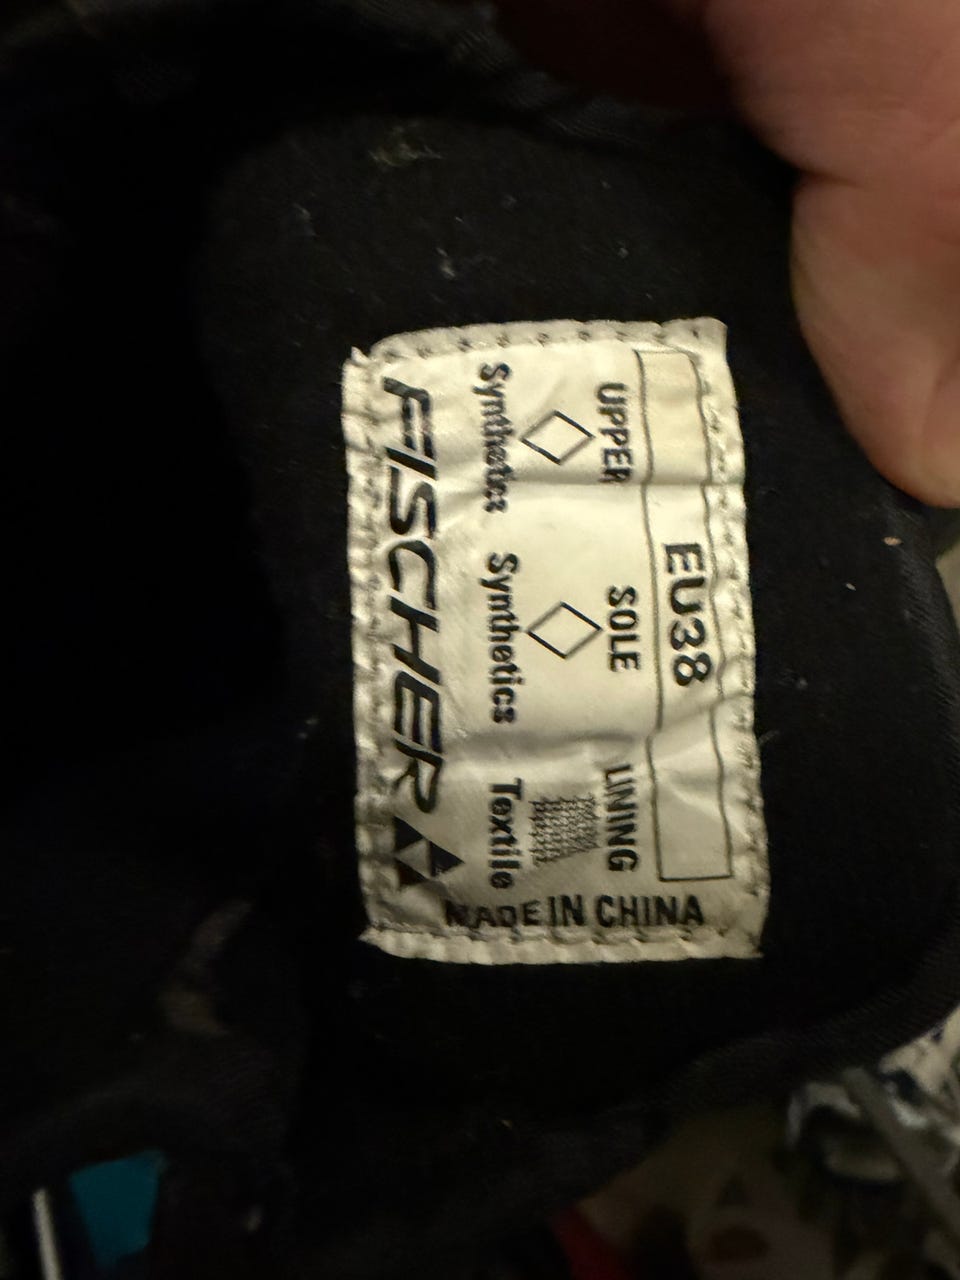 EU38
UPPER SOLE LINING
Synthetics Synthetics Textile
FISCHER
MADE IN CHINA